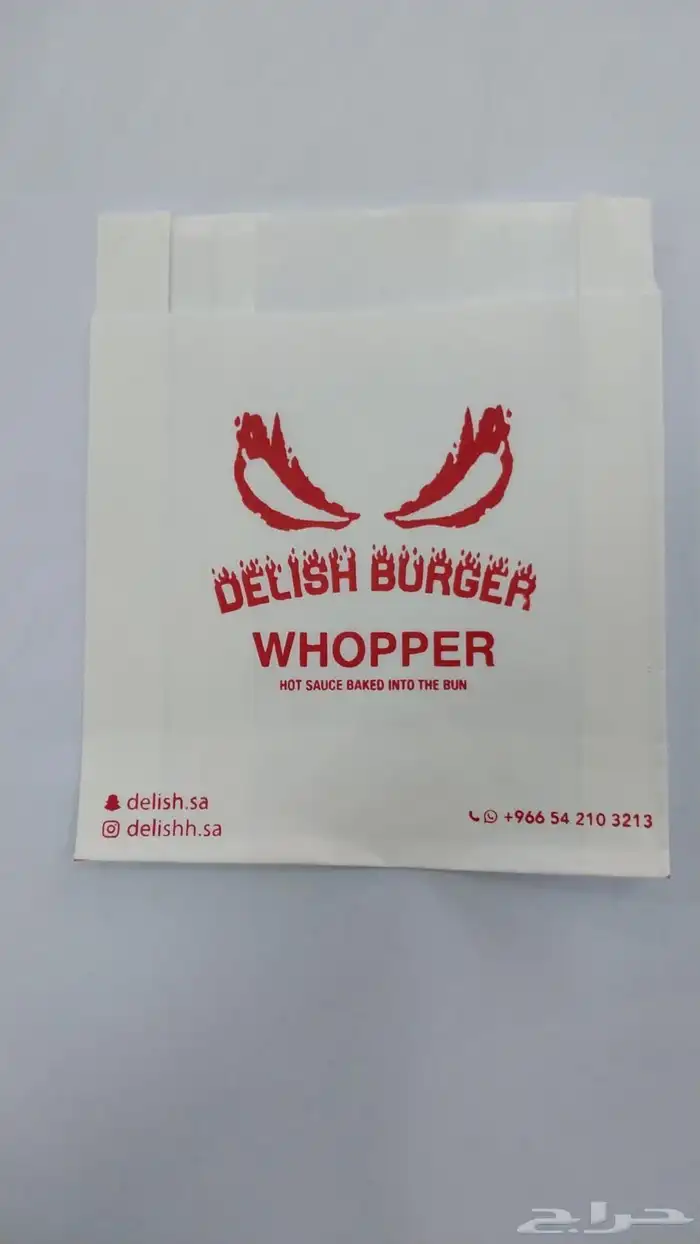 DELISH BURGER
WHOPPER
HOT SAUCE BAKED INTO THE BUN
delish.sa
delishh.sa
+966 54 210 3213
حراج